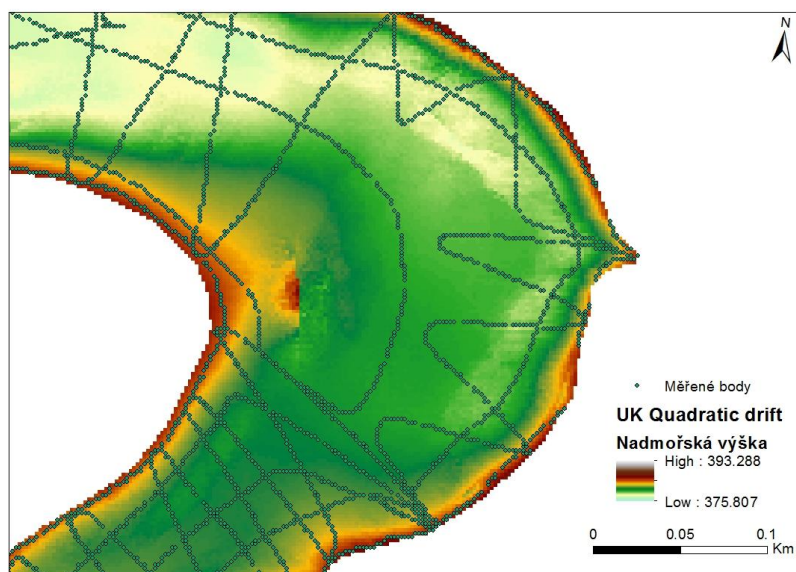 N
Měřené body
UK Quadratic drift
Nadmořská výška
High : 393.288
Low : 375.807
0 0.05 0.1
Km